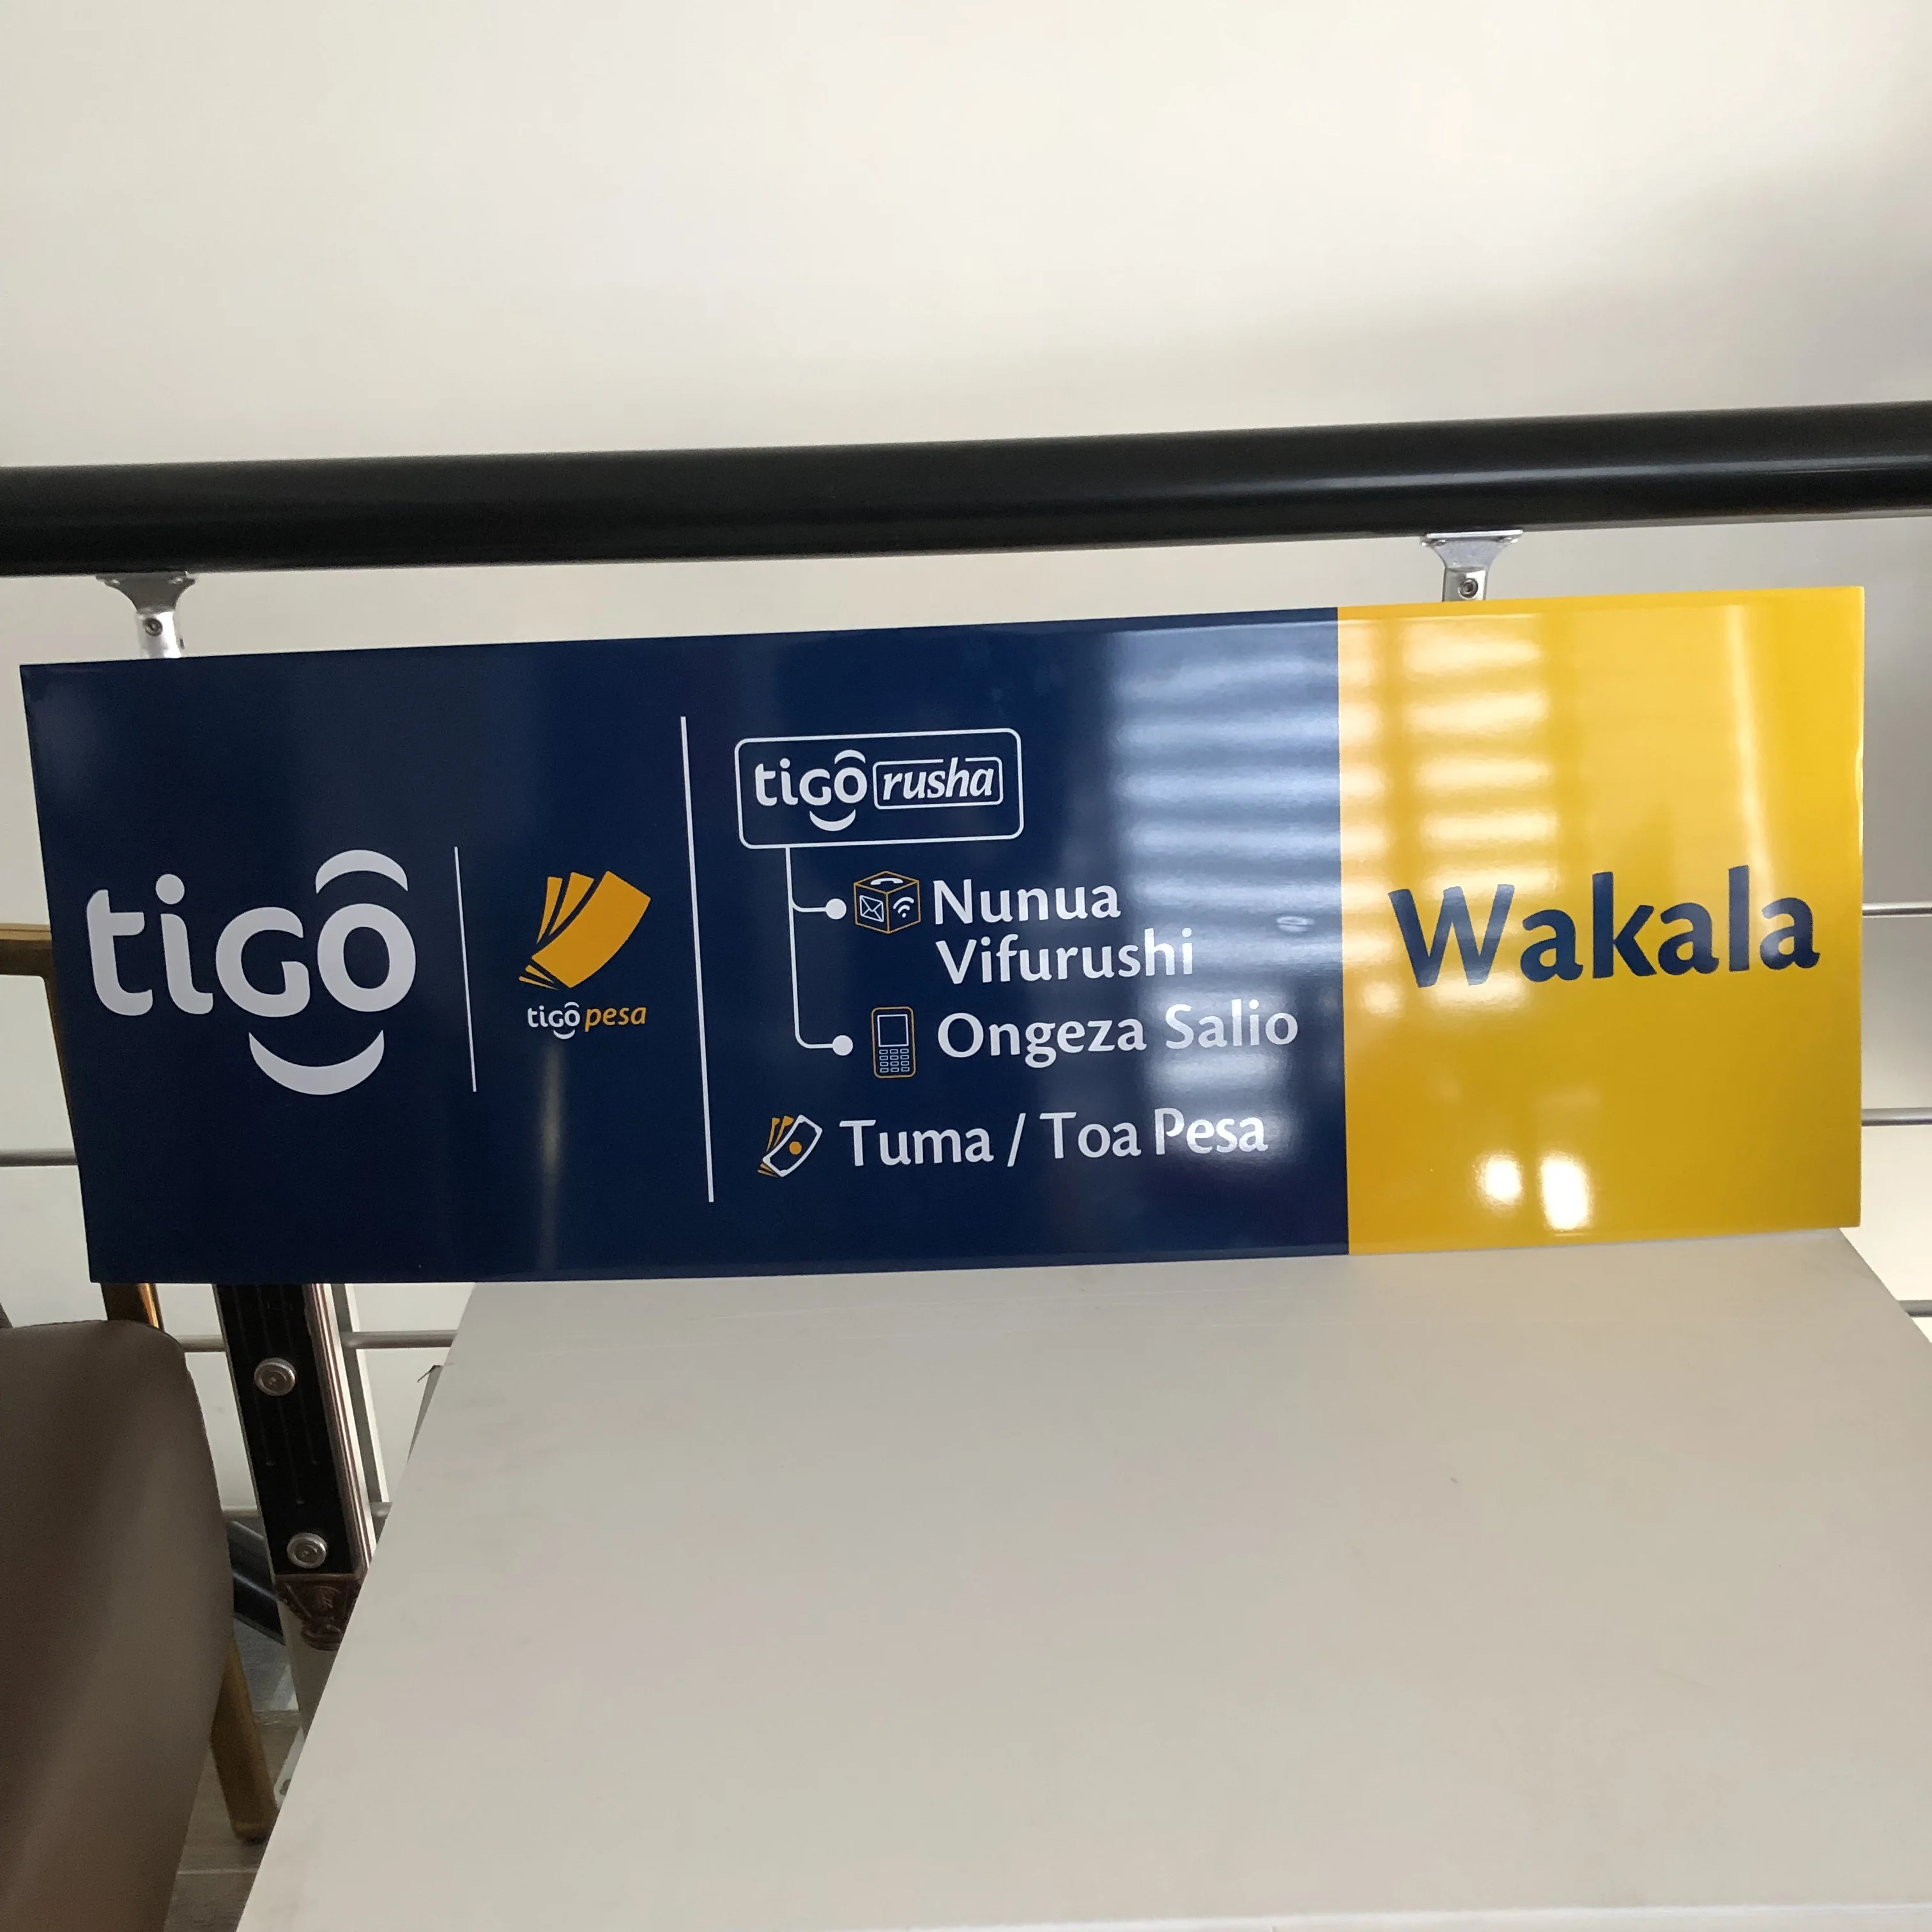 tigo
tigo pesa
tigo rusha
Nunua
Vifurushi
Ongeza Salio
Tuma / Toa Pesa
Wakala